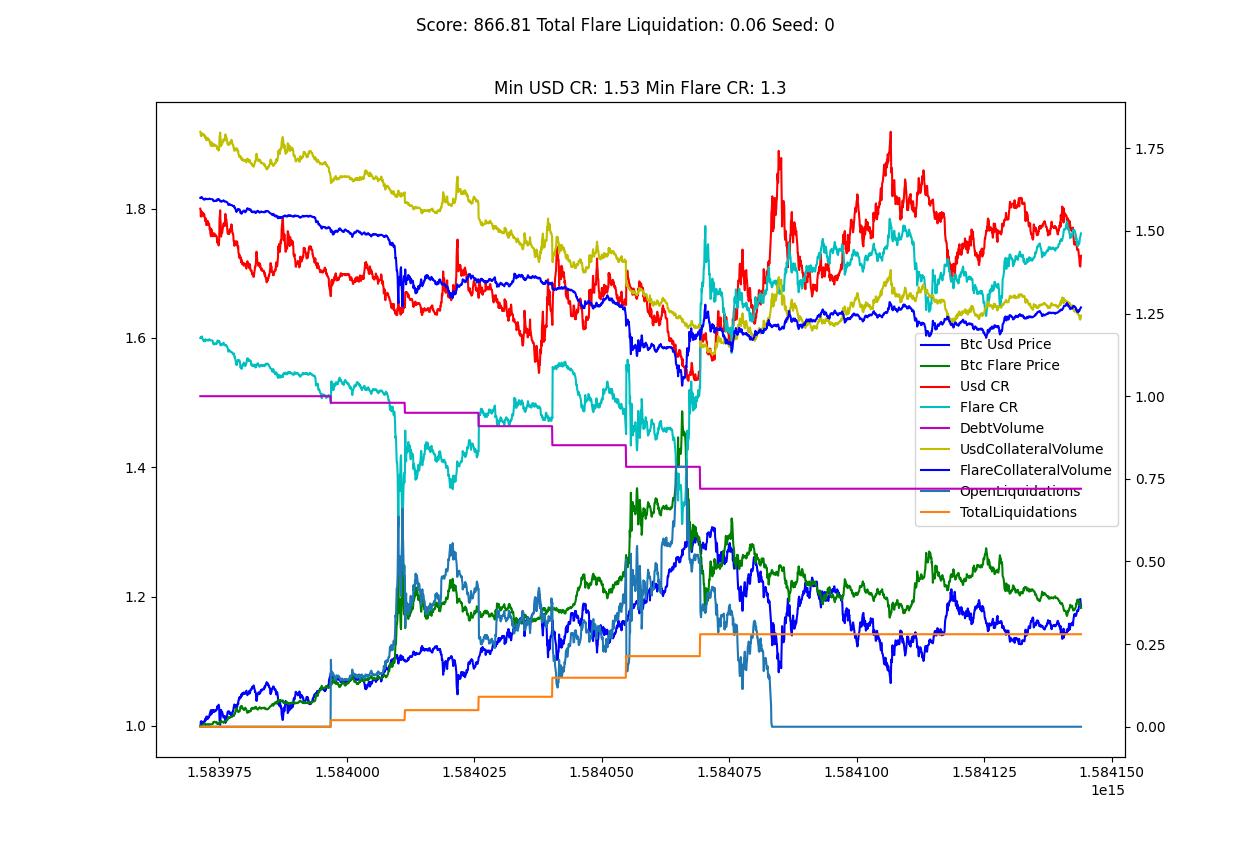 Score: 866.81 Total Flare Liquidation: 0.06 Seed: 0
Min USD CR: 1.53 Min Flare CR: 1.3
1.8
1.6
1.4
1.2
1.0
1.75
1.50
1.25
1.00
0.75
0.50
0.25
0.00
Btc Usd Price
Btc Flare Price
Usd CR
Flare CR
DebtVolume
UsdCollateralVolume
FlareCollateralVolume
OpenLiquidations
TotalLiquidations
1.583975 1.584000 1.584025 1.584050 1.584075 1.584100 1.584125 1.584150
1e15